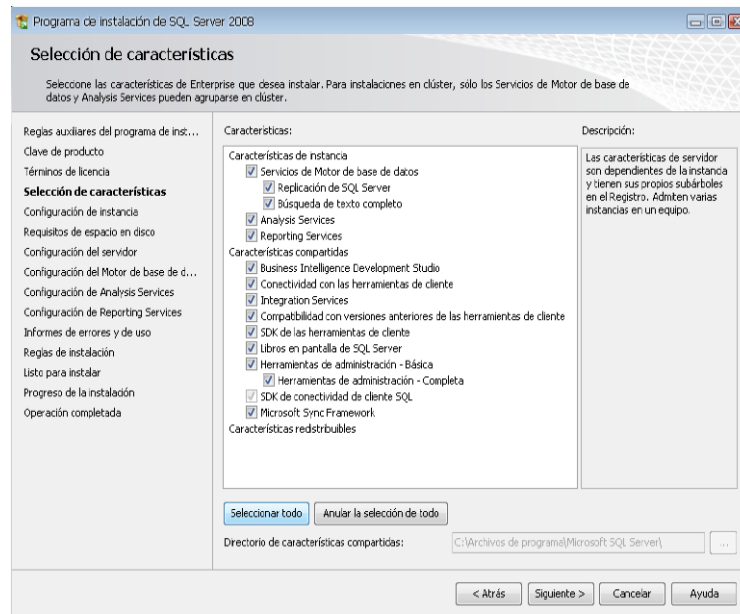 Programa de instalación de SQL Server 2008
Selección de características
Seleccione las características de Enterprise que desea instalar. Para instalaciones en clúster, sólo los Servicios de Motor de base de
datos y Analysis Services pueden agruparse en clúster.
Reglas auxiliares del programa de inst...
Clave de producto
Términos de licencia
Selección de características
Configuración de instancia
Requisitos de espacio en disco
Configuración del servidor
Configuración del Motor de base de d...
Configuración de Analysis Services
Configuración de Reporting Services
Informes de errores y de uso
Reglas de instalación
Listo para instalar
Progreso de la instalación
Operación completada
Características:
Características de instancia
Servicios de Motor de base de datos
Replicación de SQL Server
Búsqueda de texto completo
Analysis Services
Reporting Services
Características compartidas
Business Intelligence Development Studio
Conectividad con las herramientas de cliente
Integration Services
Compatibilidad con versiones anteriores de las herramientas de cliente
SDK de las herramientas de cliente
Libros en pantalla de SQL Server
Herramientas de administración - Básica
Herramientas de administración - Completa
SDK de conectividad de cliente SQL
Microsoft Sync Framework
Características redistribuibles
Descripción:
Las características de servidor
son dependientes de la instancia
y tienen sus propios subárboles
en el Registro. Admiten varias
instancias en un equipo.
Seleccionar todo
Anular la selección de todo
Directorio de características compartidas:
C:\Archivos de programa\Microsoft SQL Server\
...
< Atrás
Siguiente >
Cancelar
Ayuda